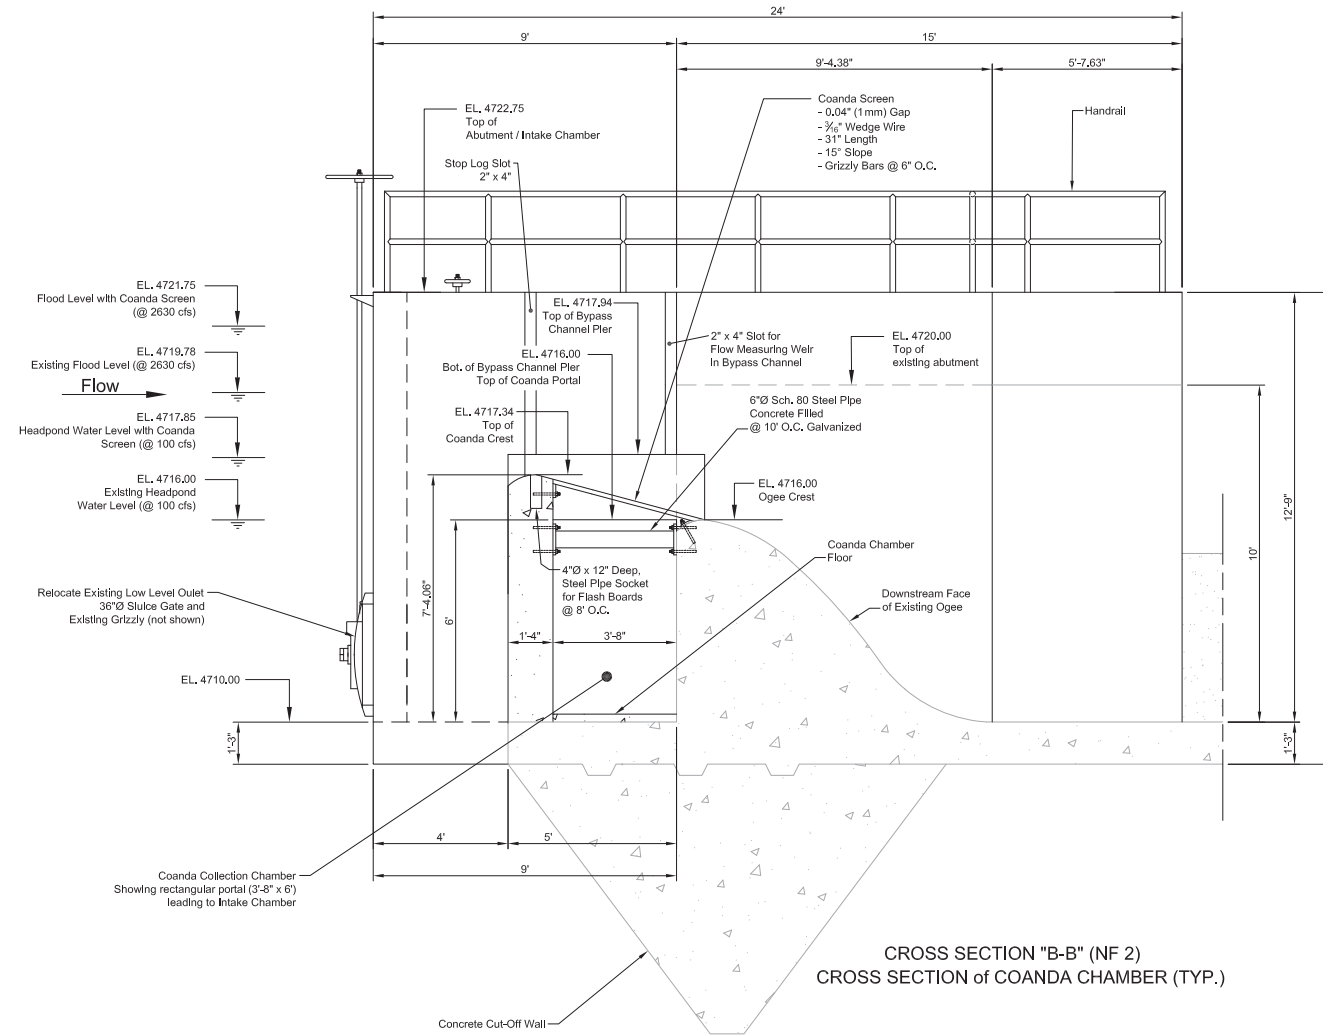 24'
9'
15'
9'-4.38"
5'-7.63"
EL. 4722.75
Top of
Abutment / Intake Chamber
Coanda Screen
- 0.04" (1mm) Gap
- 3⁄16" Wedge Wire
- 31" Length
- 15° Slope
- Grizzly Bars @ 6" O.C.
Handrail
Stop Log Slot
2" x 4"
EL. 4721.75
Flood Level with Coanda Screen
(@ 2630 cfs)
EL. 4717.94
Top of Bypass
Channel Pier
2" x 4" Slot for
Flow Measuring Weir
In Bypass Channel
EL. 4720.00
Top of
existing abutment
EL. 4719.78
Existing Flood Level (@ 2630 cfs)
Flow
EL. 4716.00
Bot. of Bypass Channel Pier
Top of Coanda Portal
6"Ø Sch. 80 Steel Pipe
Concrete Filled
@ 10' O.C. Galvanized
EL. 4717.85
Headpond Water Level with Coanda
Screen (@ 100 cfs)
EL. 4717.34
Top of
Coanda Crest
EL. 4716.00
Existing Headpond
Water Level (@ 100 cfs)
EL. 4716.00
Ogee Crest
12'-9"
10'
Coanda Chamber
Floor
4"Ø x 12" Deep,
Steel Pipe Socket
for Flash Boards
@ 8' O.C.
7'-4.06"
6'
Relocate Existing Low Level Oulet
36"Ø Sluice Gate and
Existing Grizzly (not shown)
Downstream Face
of Existing Ogee
1'-4"
3'-8"
EL. 4710.00
1'-3"
1'-3"
4'
5'
9'
Coanda Collection Chamber
Showing rectangular portal (3'-8" x 6')
leading to Intake Chamber
CROSS SECTION "B-B" (NF 2)
CROSS SECTION of COANDA CHAMBER (TYP.)
Concrete Cut-Off Wall